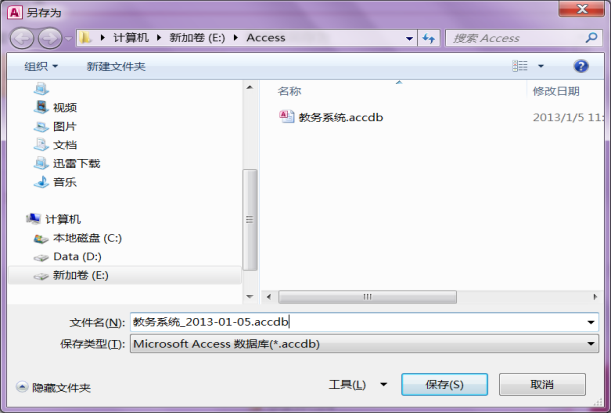 另存为
计算机 新加卷 (E:) Access
搜索 Access
组织 新建文件夹
视频
图片
文档
迅雷下载
音乐
计算机
本地磁盘 (C:)
Data (D:)
新加卷 (E:)
名称 修改日期
教务系统.accdb 2013/1/5 11:
文件名(N): 教务系统_2013-01-05.accdb
保存类型(T): Microsoft Access 数据库(*.accdb)
隐藏文件夹 工具(L) 保存(S) 取消